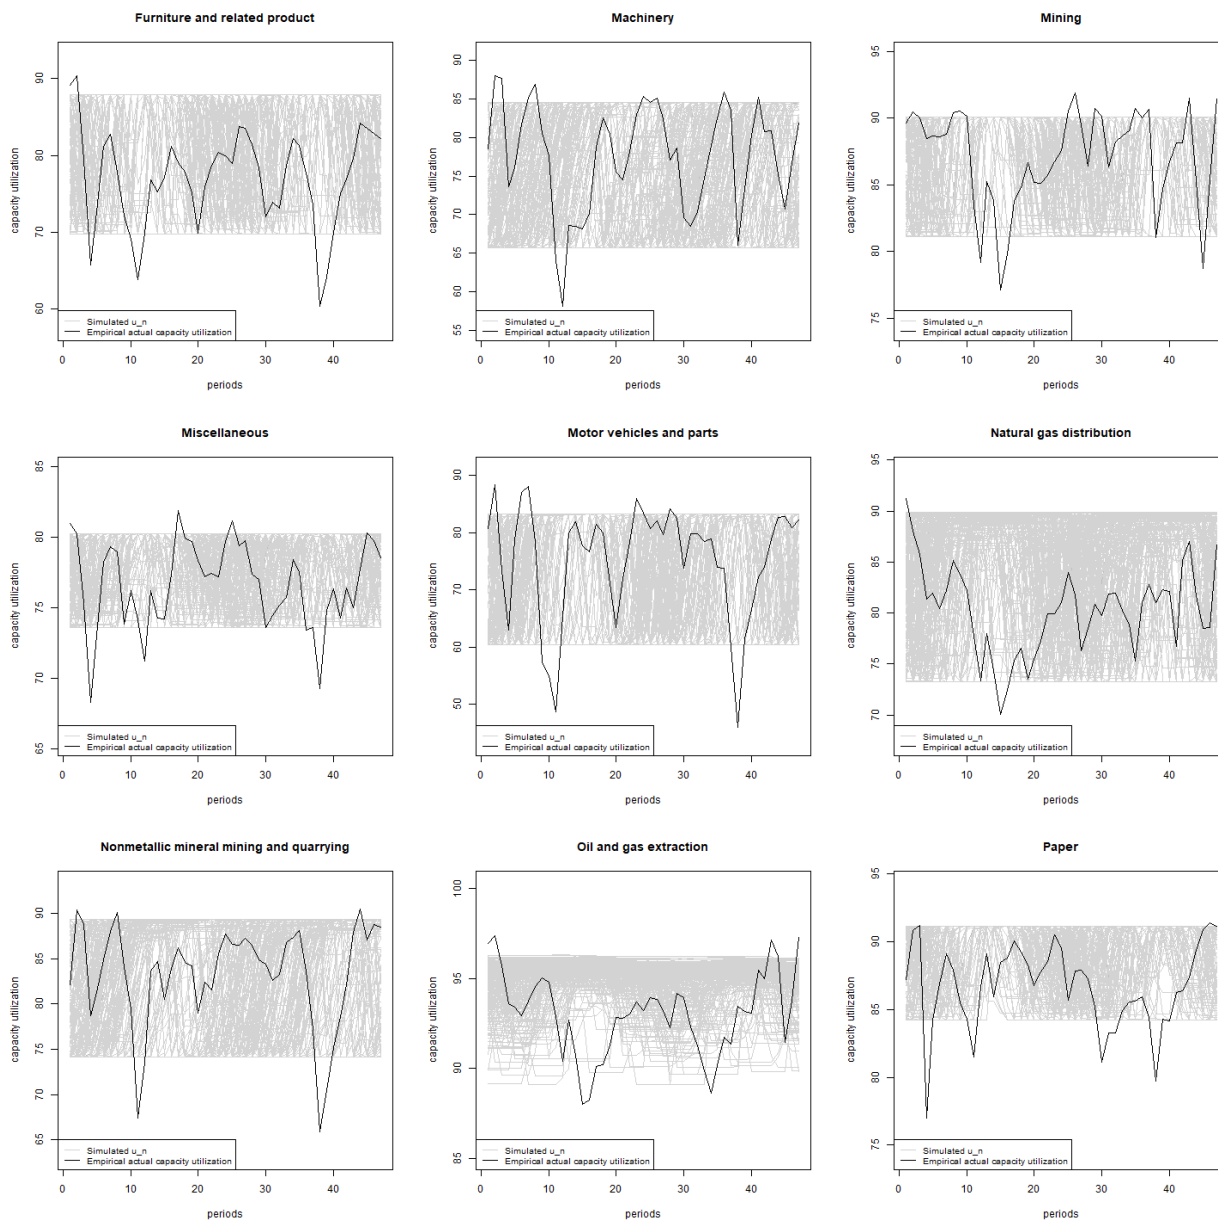 Furniture and related product
Machinery
Mining
capacity utilization
90
80
70
60
Simulated u_n
Empirical actual capacity utilization
0 10 20 30 40
periods
capacity utilization
90
85
80
75
70
65
60
55
Simulated u_n
Empirical actual capacity utilization
0 10 20 30 40
periods
capacity utilization
95
90
85
80
75
Simulated u_n
Empirical actual capacity utilization
0 10 20 30 40
periods
Miscellaneous
Motor vehicles and parts
Natural gas distribution
capacity utilization
85
80
75
70
65
Simulated u_n
Empirical actual capacity utilization
0 10 20 30 40
periods
capacity utilization
90
80
70
60
50
Simulated u_n
Empirical actual capacity utilization
0 10 20 30 40
periods
capacity utilization
95
90
85
80
75
70
Simulated u_n
Empirical actual capacity utilization
0 10 20 30 40
periods
Nonmetallic mineral mining and quarrying
Oil and gas extraction
Paper
capacity utilization
90
85
80
75
70
65
Simulated u_n
Empirical actual capacity utilization
0 10 20 30 40
periods
capacity utilization
100
95
90
85
Simulated u_n
Empirical actual capacity utilization
0 10 20 30 40
periods
capacity utilization
95
90
85
80
75
Simulated u_n
Empirical actual capacity utilization
0 10 20 30 40
periods